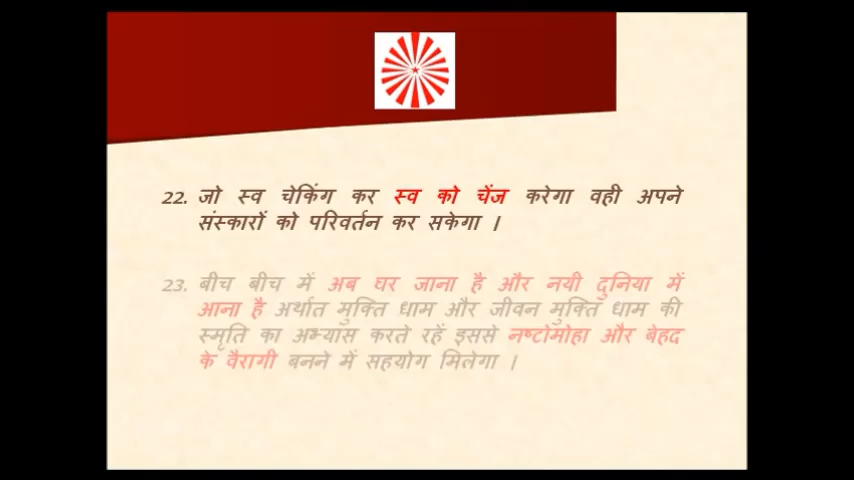 22. जो स्व चेकिंग कर स्व को चेंज करेगा वही अपने
संस्कारों को परिवर्तन कर सकेगा ।
23. बीच बीच में अब घर जाना है और नयी दुनिया में
आना है अर्थात मुक्ति धाम और जीवन मुक्ति धाम की
स्मृति का अभ्यास करते रहें इससे नष्टोमोहा और बेहद
के वैरागी बनने में सहयोग मिलेगा ।